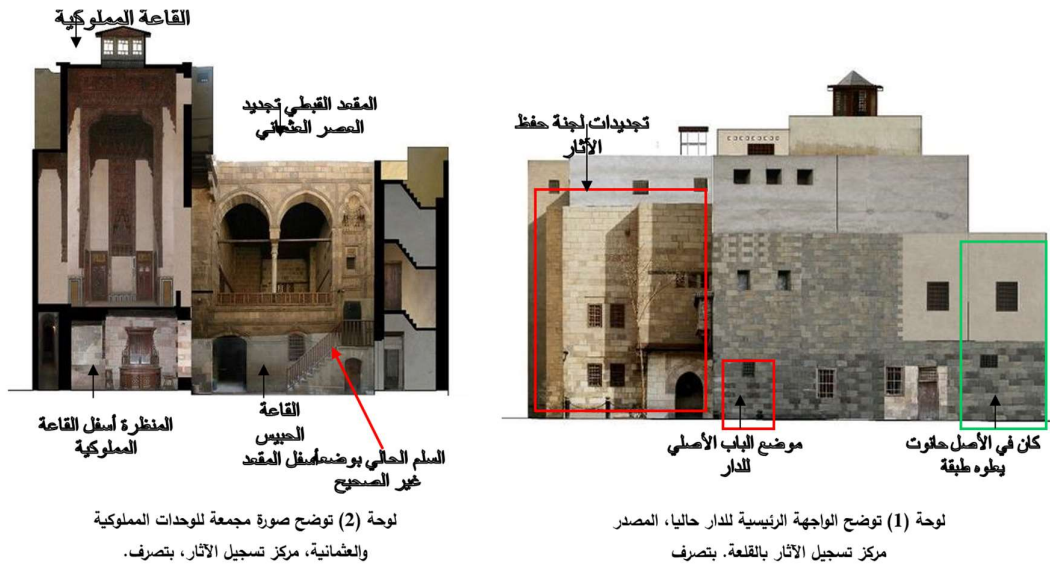 القاعة المملوكية
المقعد القبطي تجديد
العصر العثماني
تجديدات لجنة حفظ
الآثار
المنظرة أسفل القاعة
المملوكية
القاعة
الحبيس
أسفل المقعد
السلم الحالي بوضعه
غير الصحيح
موضع الباب الأصلي
للدار
كان في الأصل حانوت
يعلوه طبقة
لوحة (1) توضح الواجهة الرئيسية للدار حاليا، المصدر
مركز تسجيل الآثار بالقلعة. بتصرف
لوحة (2) توضح صورة مجمعة للوحدات المملوكية
والعثمانية، مركز تسجيل الآثار، بتصرف.